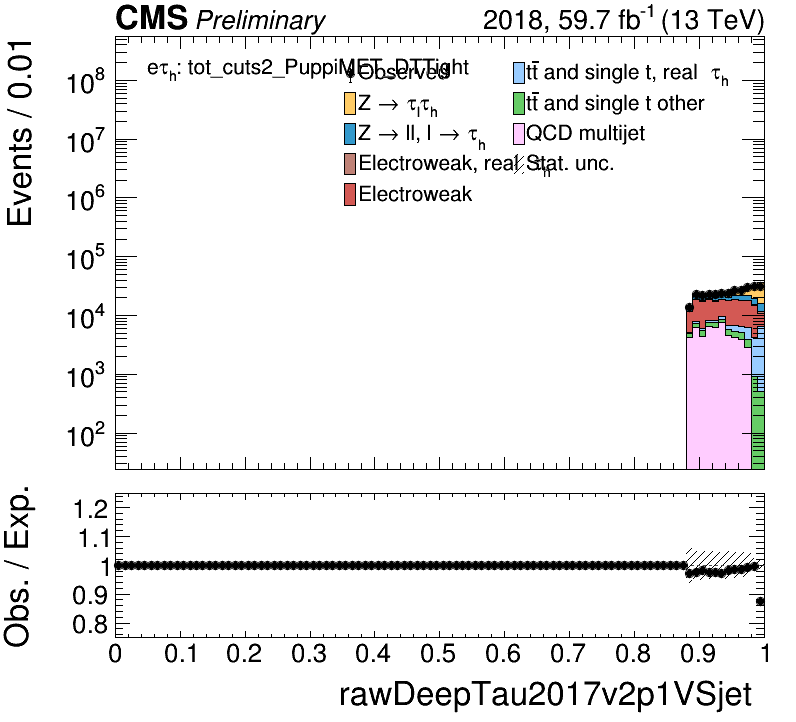 CMS Preliminary 2018, 59.7 fb⁻¹ (13 TeV)
Events / 0.01
eτh: tot_cuts2_PuppiMET_DTTight
Observed
tt̄ and single t, real τh
Z → τlτh
tt̄ and single t other
Z → ll, l → τh
QCD multijet
Electroweak, real τh
Stat. unc.
Electroweak
10⁸
10⁷
10⁶
10⁵
10⁴
10³
10²
Obs. / Exp.
1.2
1.1
1
0.9
0.8
0 0.1 0.2 0.3 0.4 0.5 0.6 0.7 0.8 0.9 1
rawDeepTau2017v2p1VSjet